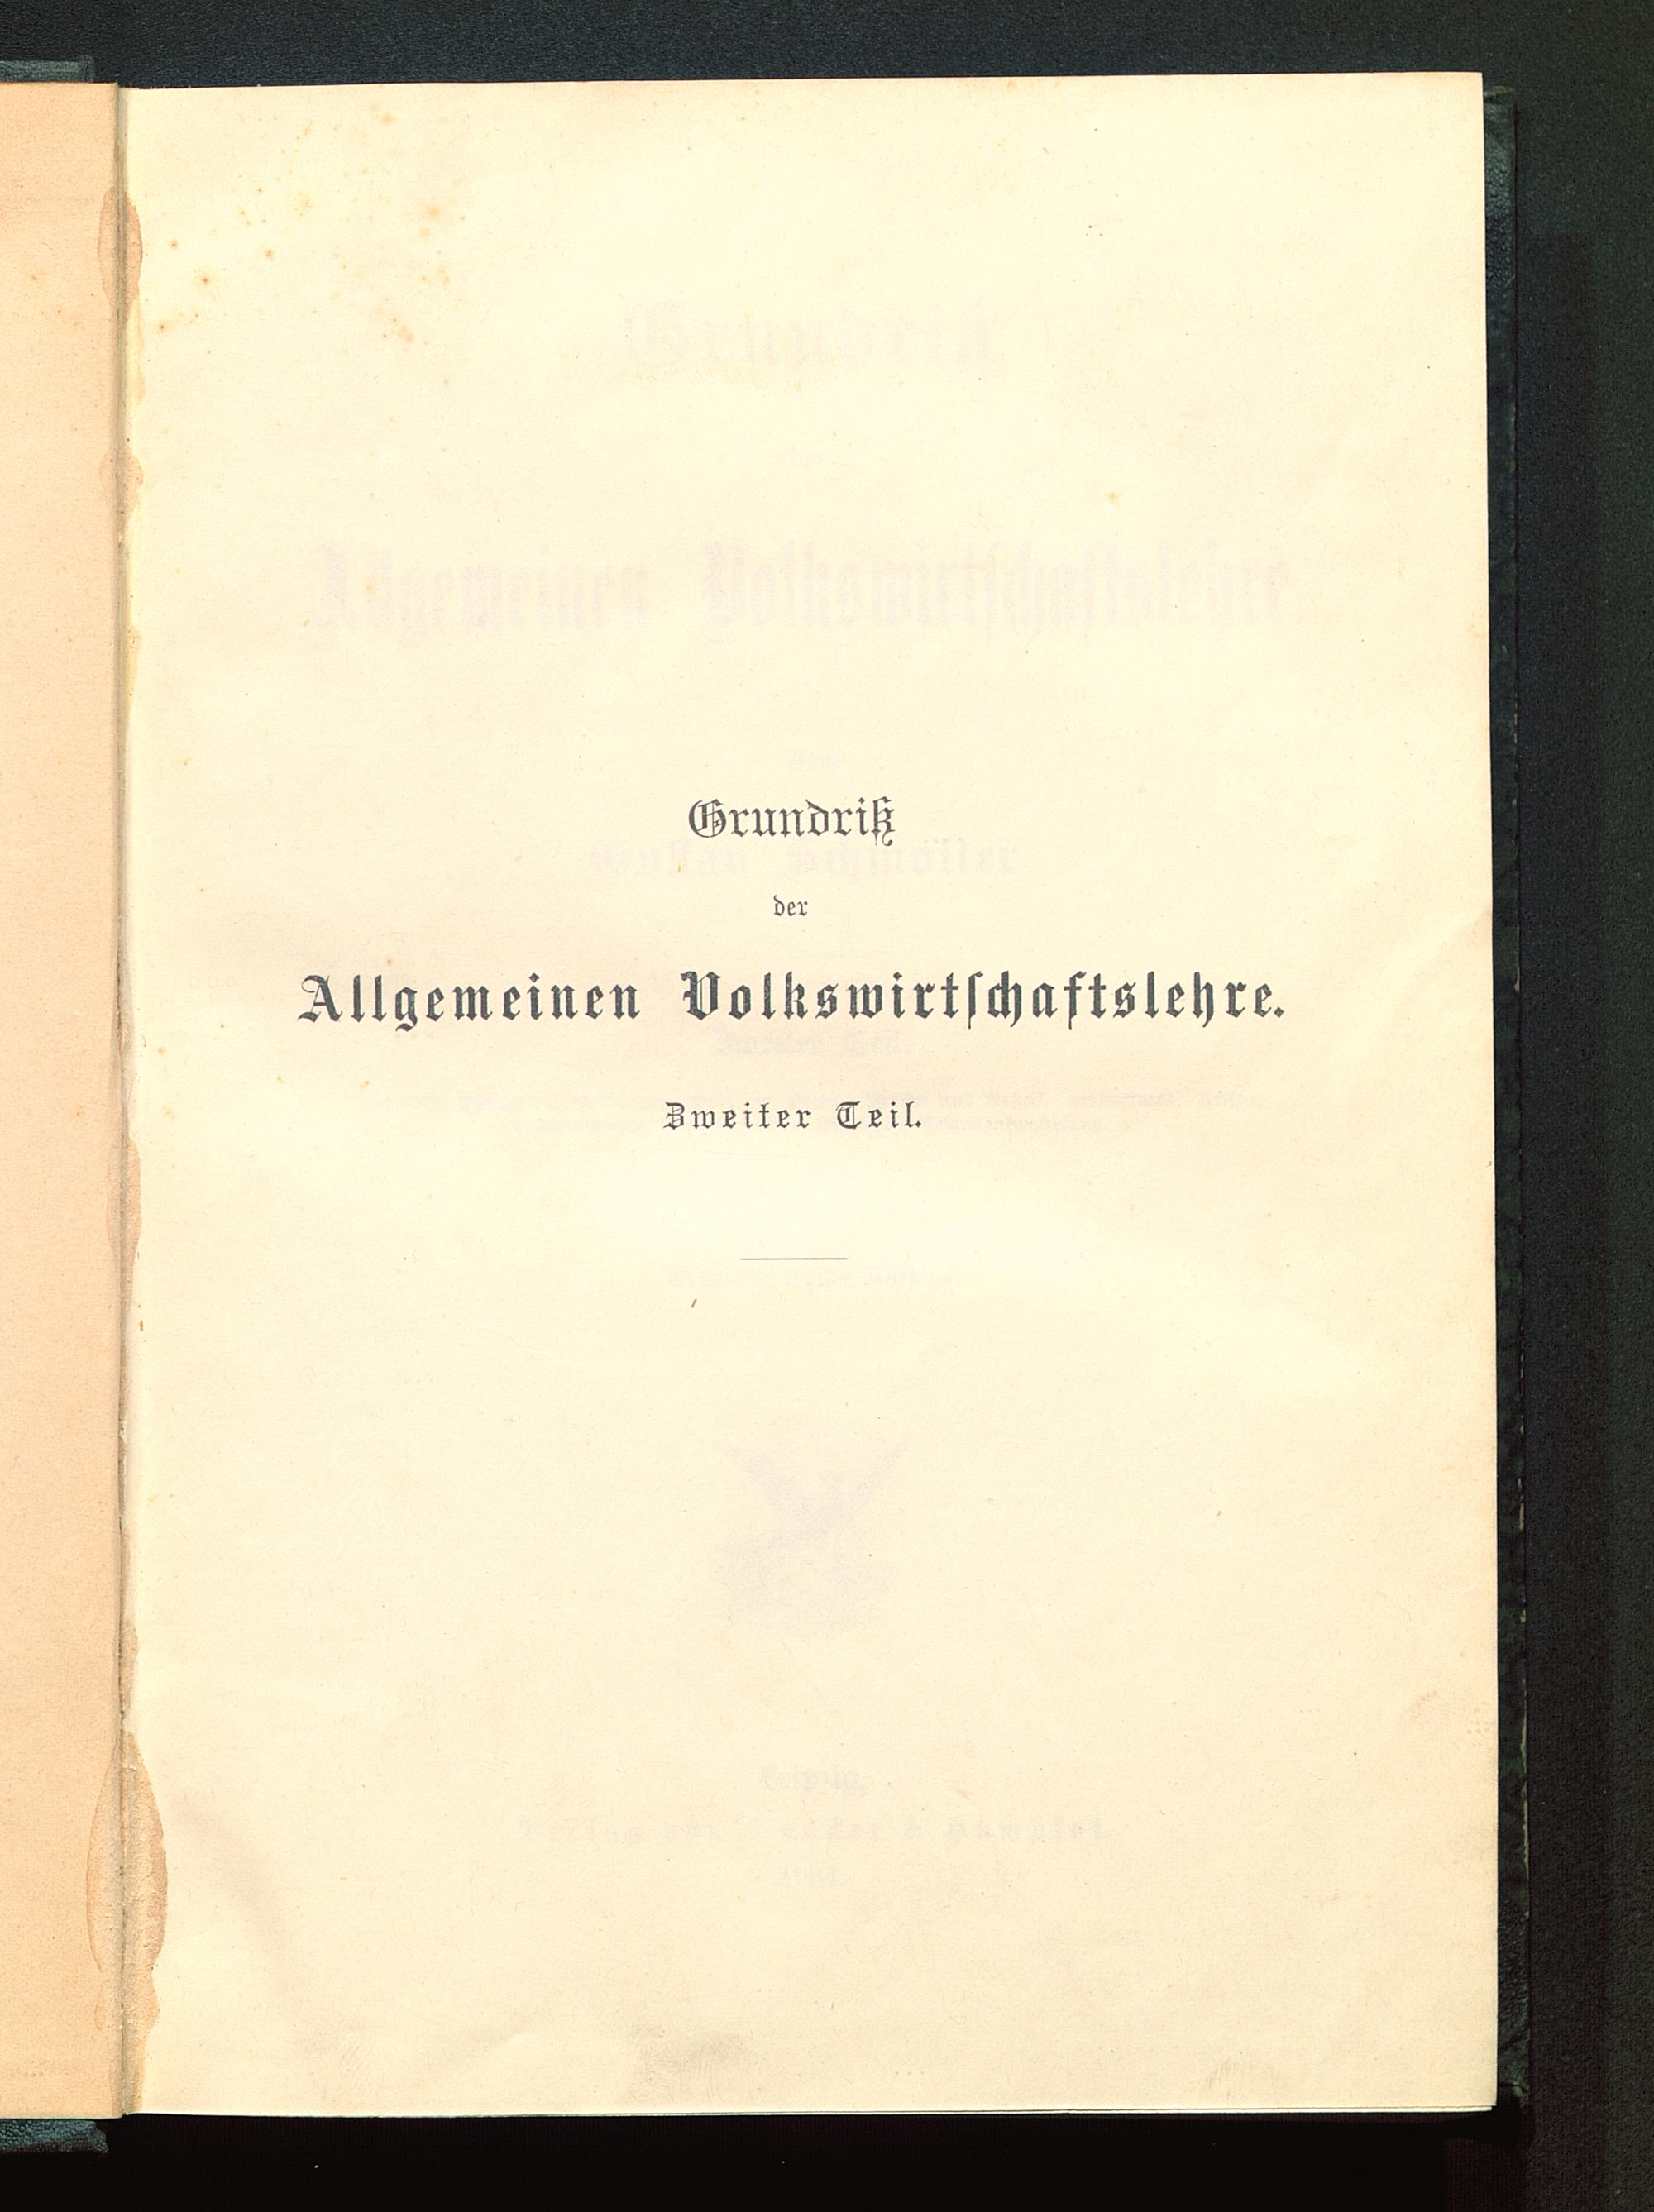 Grundriß
der
Allgemeinen Volkswirtſchaftslehre.
Zweiter Teil.